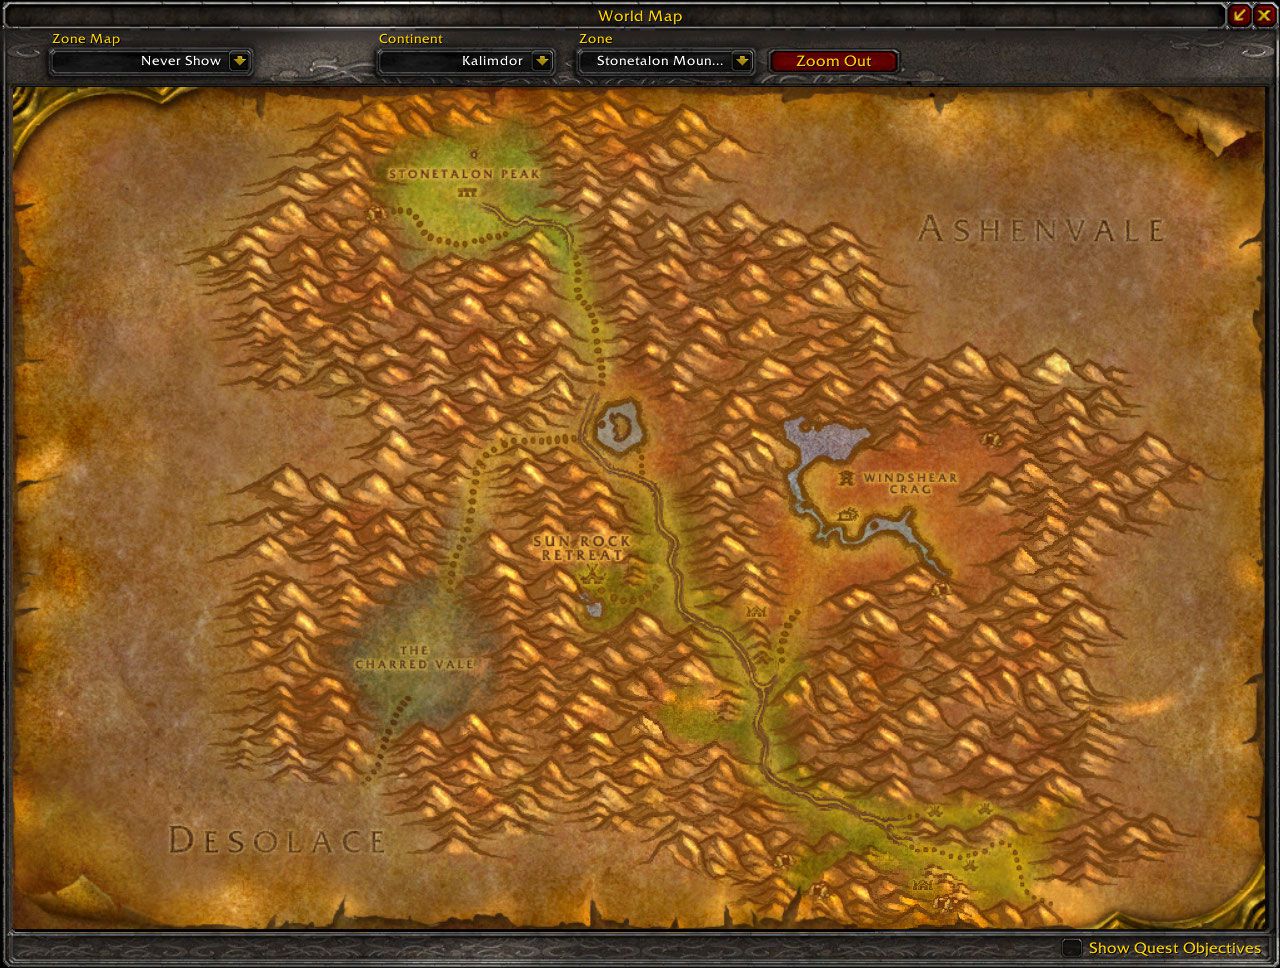 World Map
Zone Map
Continent
Zone
Never Show
Kalimdor
Stonetalon Moun...
Zoom Out
STONETALON PEAK
ASHENVALE
WINDSHEAR
CRAG
SUN ROCK
RETREAT
THE
CHARRED VALE
DESOLACE
Show Quest Objectives